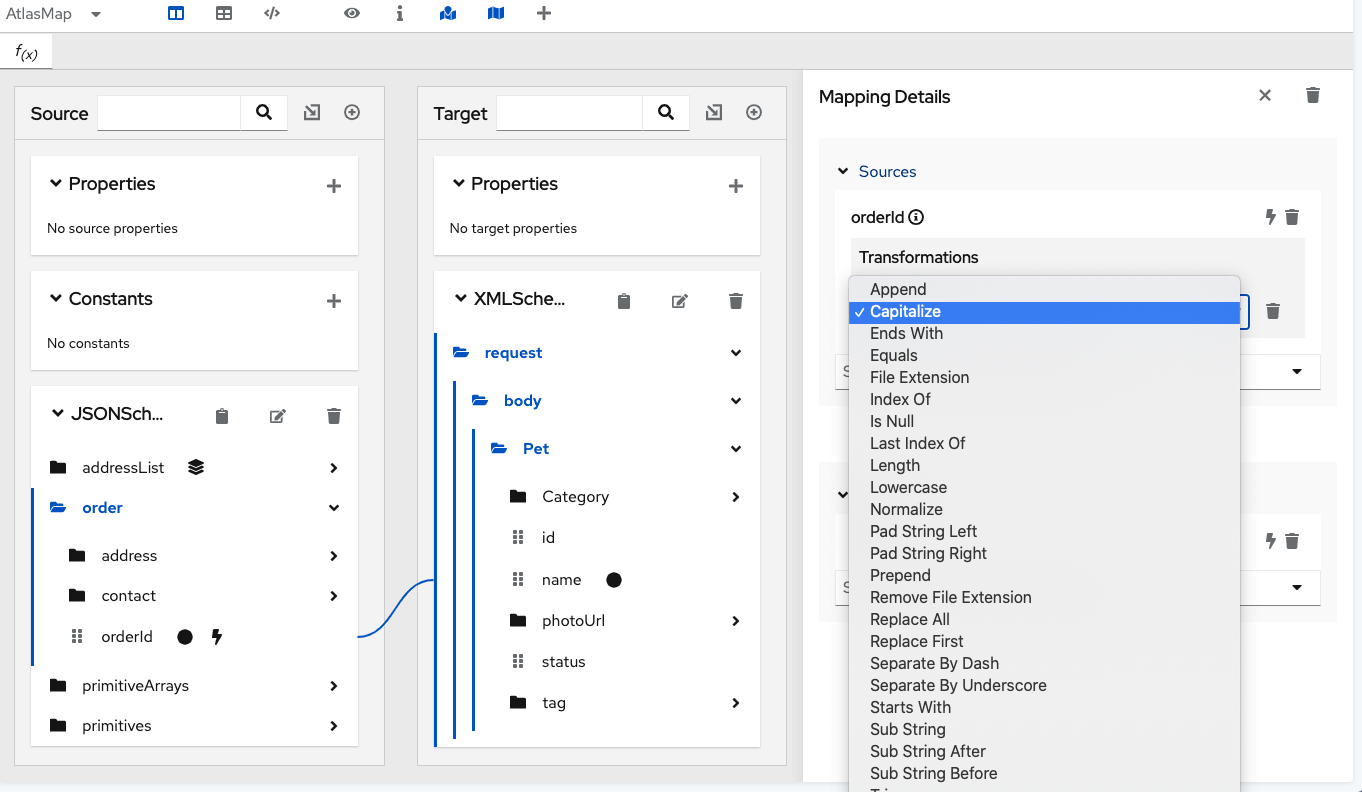 AtlasMap
f(x)
Source
Properties
No source properties
Constants
No constants
JSONSch...
addressList
order
address
contact
orderId
primitiveArrays
primitives
Target
Properties
No target properties
XMLSche...
request
body
Pet
Category
id
name
photoUrl
status
tag
Mapping Details
Sources
orderId
Transformations
Append
✓ Capitalize
Ends With
Equals
File Extension
Index Of
Is Null
Last Index Of
Length
Lowercase
Normalize
Pad String Left
Pad String Right
Prepend
Remove File Extension
Replace All
Replace First
Separate By Dash
Separate By Underscore
Starts With
Sub String
Sub String After
Sub String Before